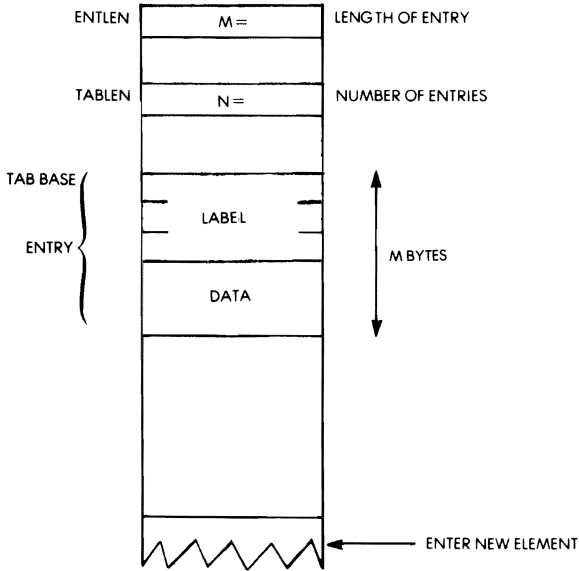 ENTLEN M = LENGTH OF ENTRY
TABLEN N = NUMBER OF ENTRIES
TAB BASE
LABEL
ENTRY
M BYTES
DATA
ENTER NEW ELEMENT